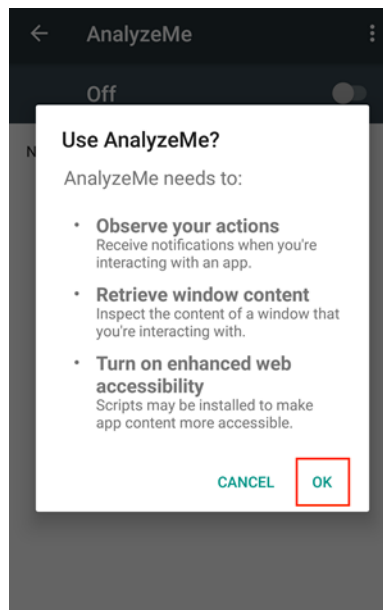 AnalyzeMe
Off
N
Use AnalyzeMe?
AnalyzeMe needs to:
• Observe your actions
Receive notifications when you're
interacting with an app.
• Retrieve window content
Inspect the content of a window that
you're interacting with.
• Turn on enhanced web
accessibility
Scripts may be installed to make
app content more accessible.
CANCEL OK